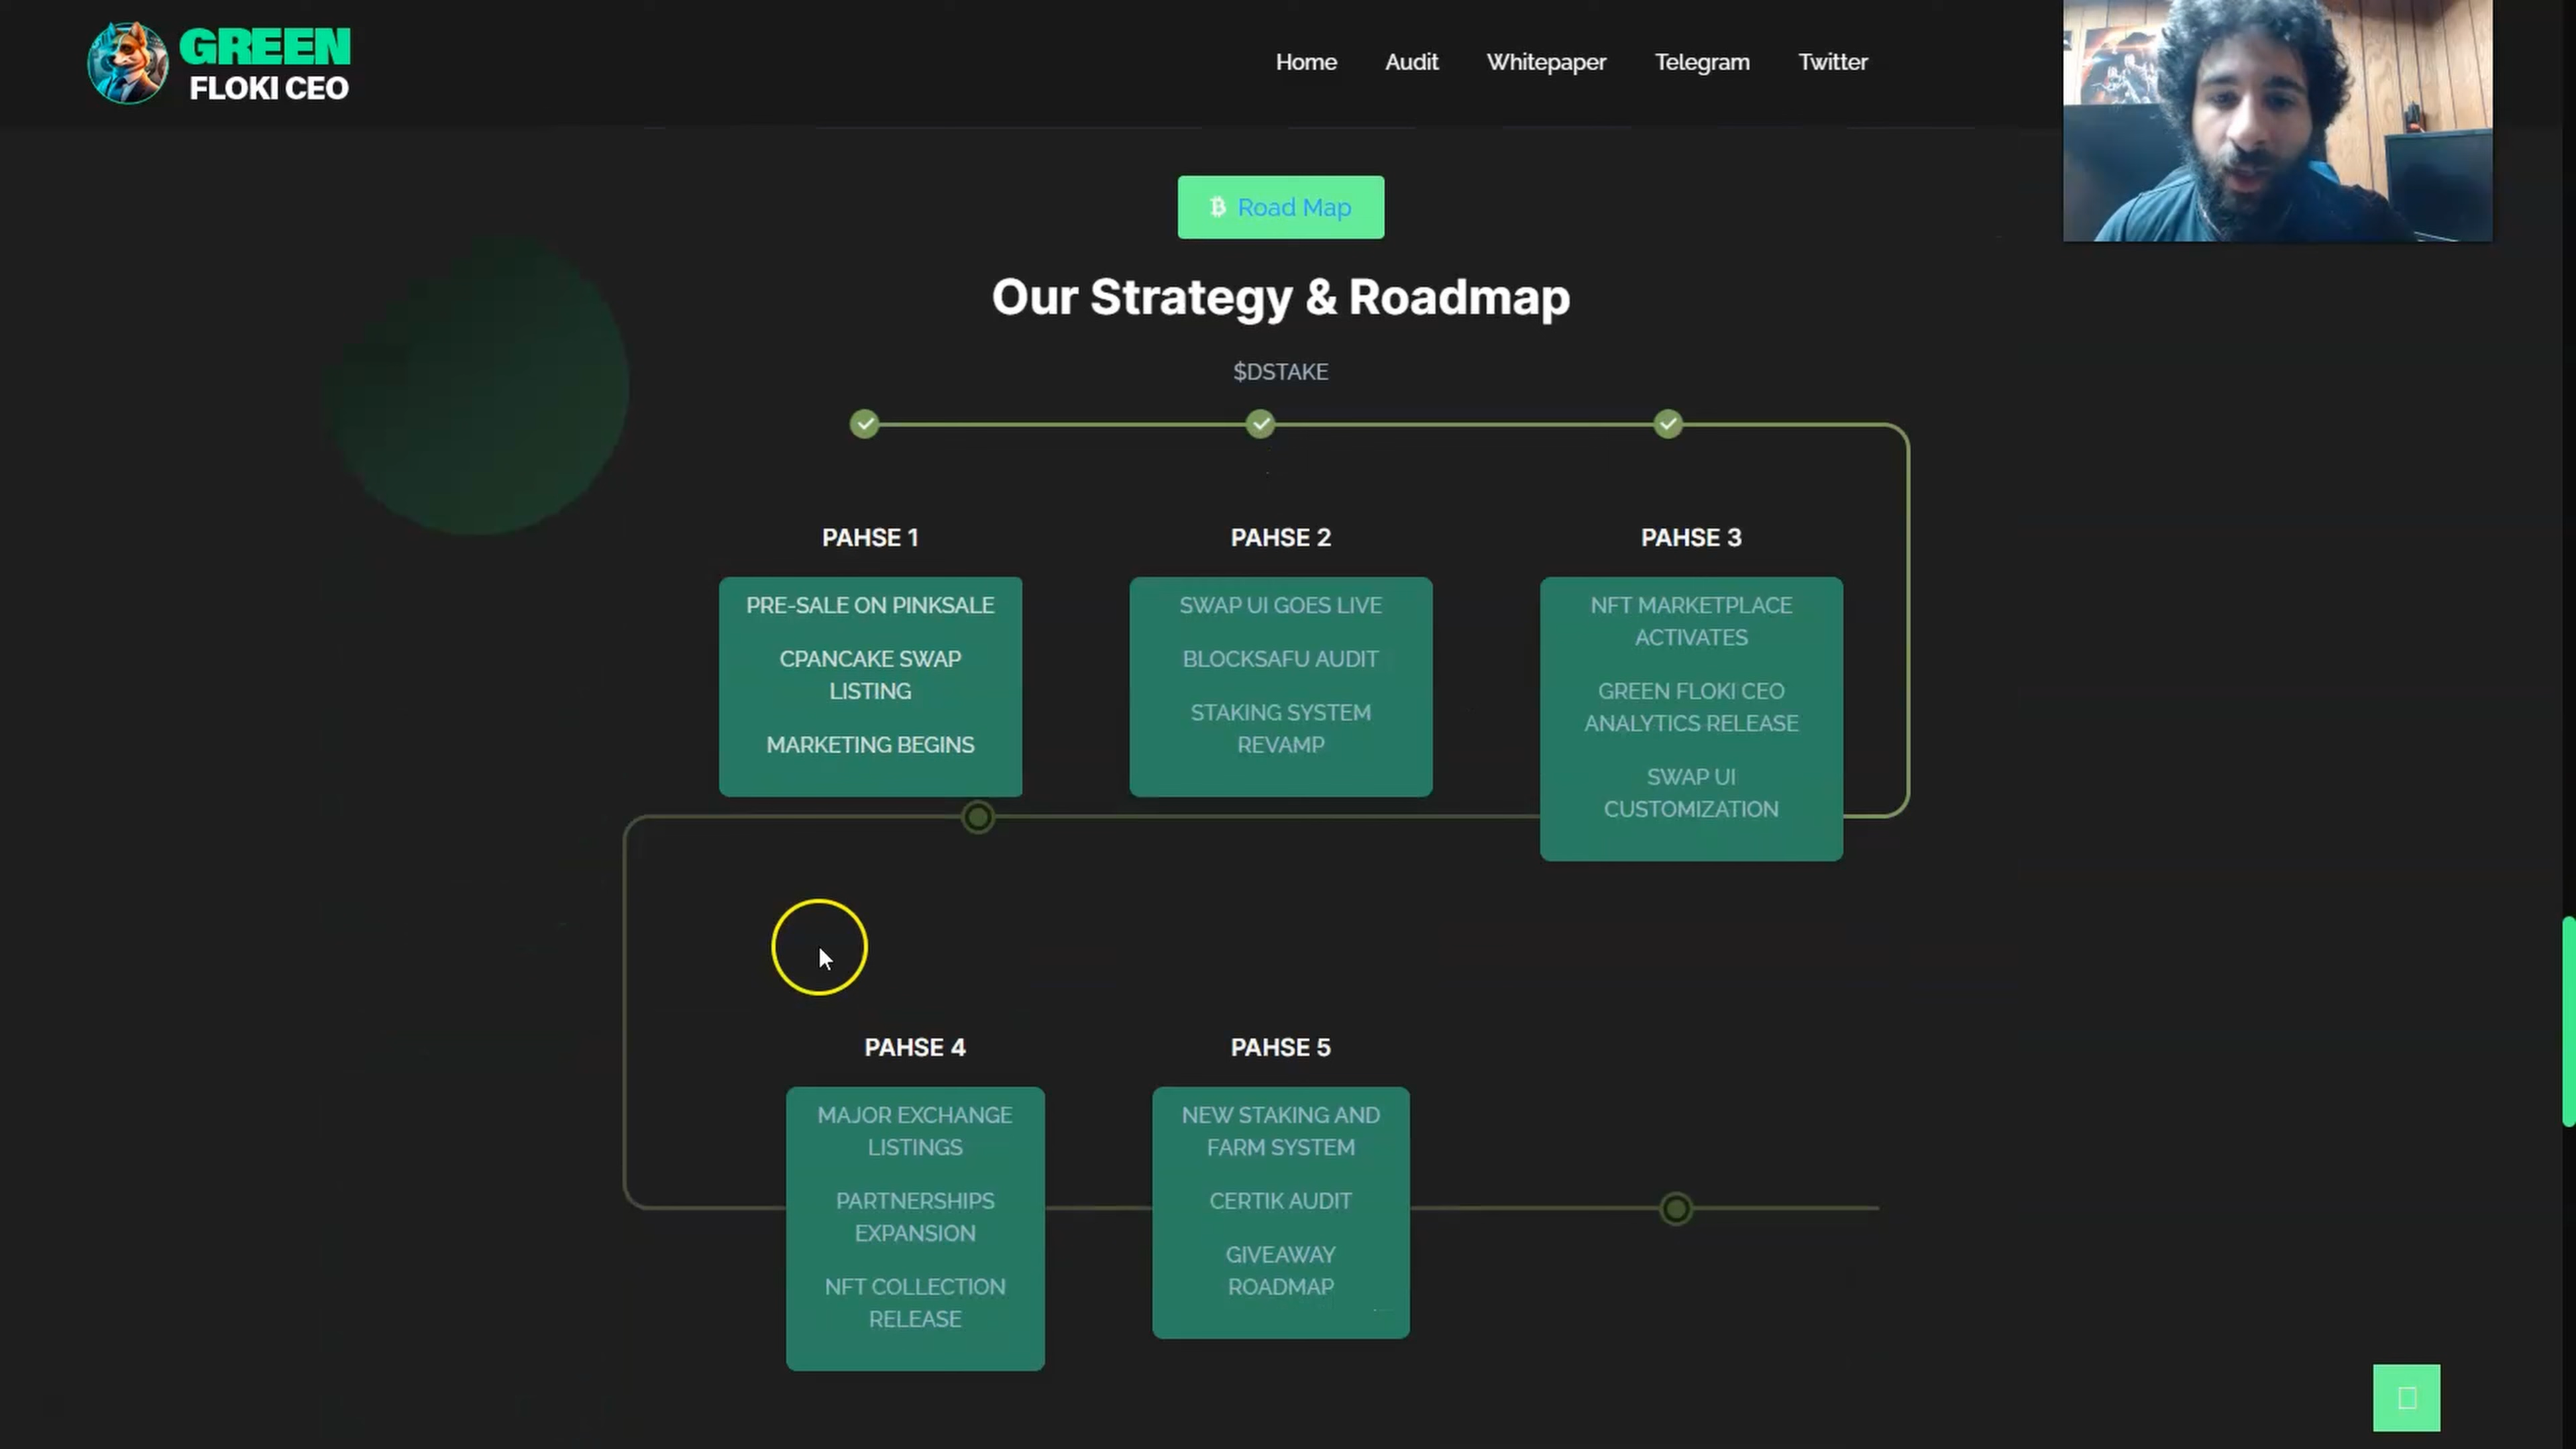 GREEN
FLOKI CEO
Home
Audit
Whitepaper
Telegram
Twitter
Road Map
Our Strategy & Roadmap
$DSTAKE
PAHSE 1
PRE-SALE ON PINKSALE
CPANCAKE SWAP
LISTING
MARKETING BEGINS
PAHSE 2
SWAP UI GOES LIVE
BLOCKSAFU AUDIT
STAKING SYSTEM
REVAMP
PAHSE 3
NFT MARKETPLACE
ACTIVATES
GREEN FLOKI CEO
ANALYTICS RELEASE
SWAP UI
CUSTOMIZATION
PAHSE 4
MAJOR EXCHANGE
LISTINGS
PARTNERSHIPS
EXPANSION
NFT COLLECTION
RELEASE
PAHSE 5
NEW STAKING AND
FARM SYSTEM
CERTIK AUDIT
GIVEAWAY
ROADMAP